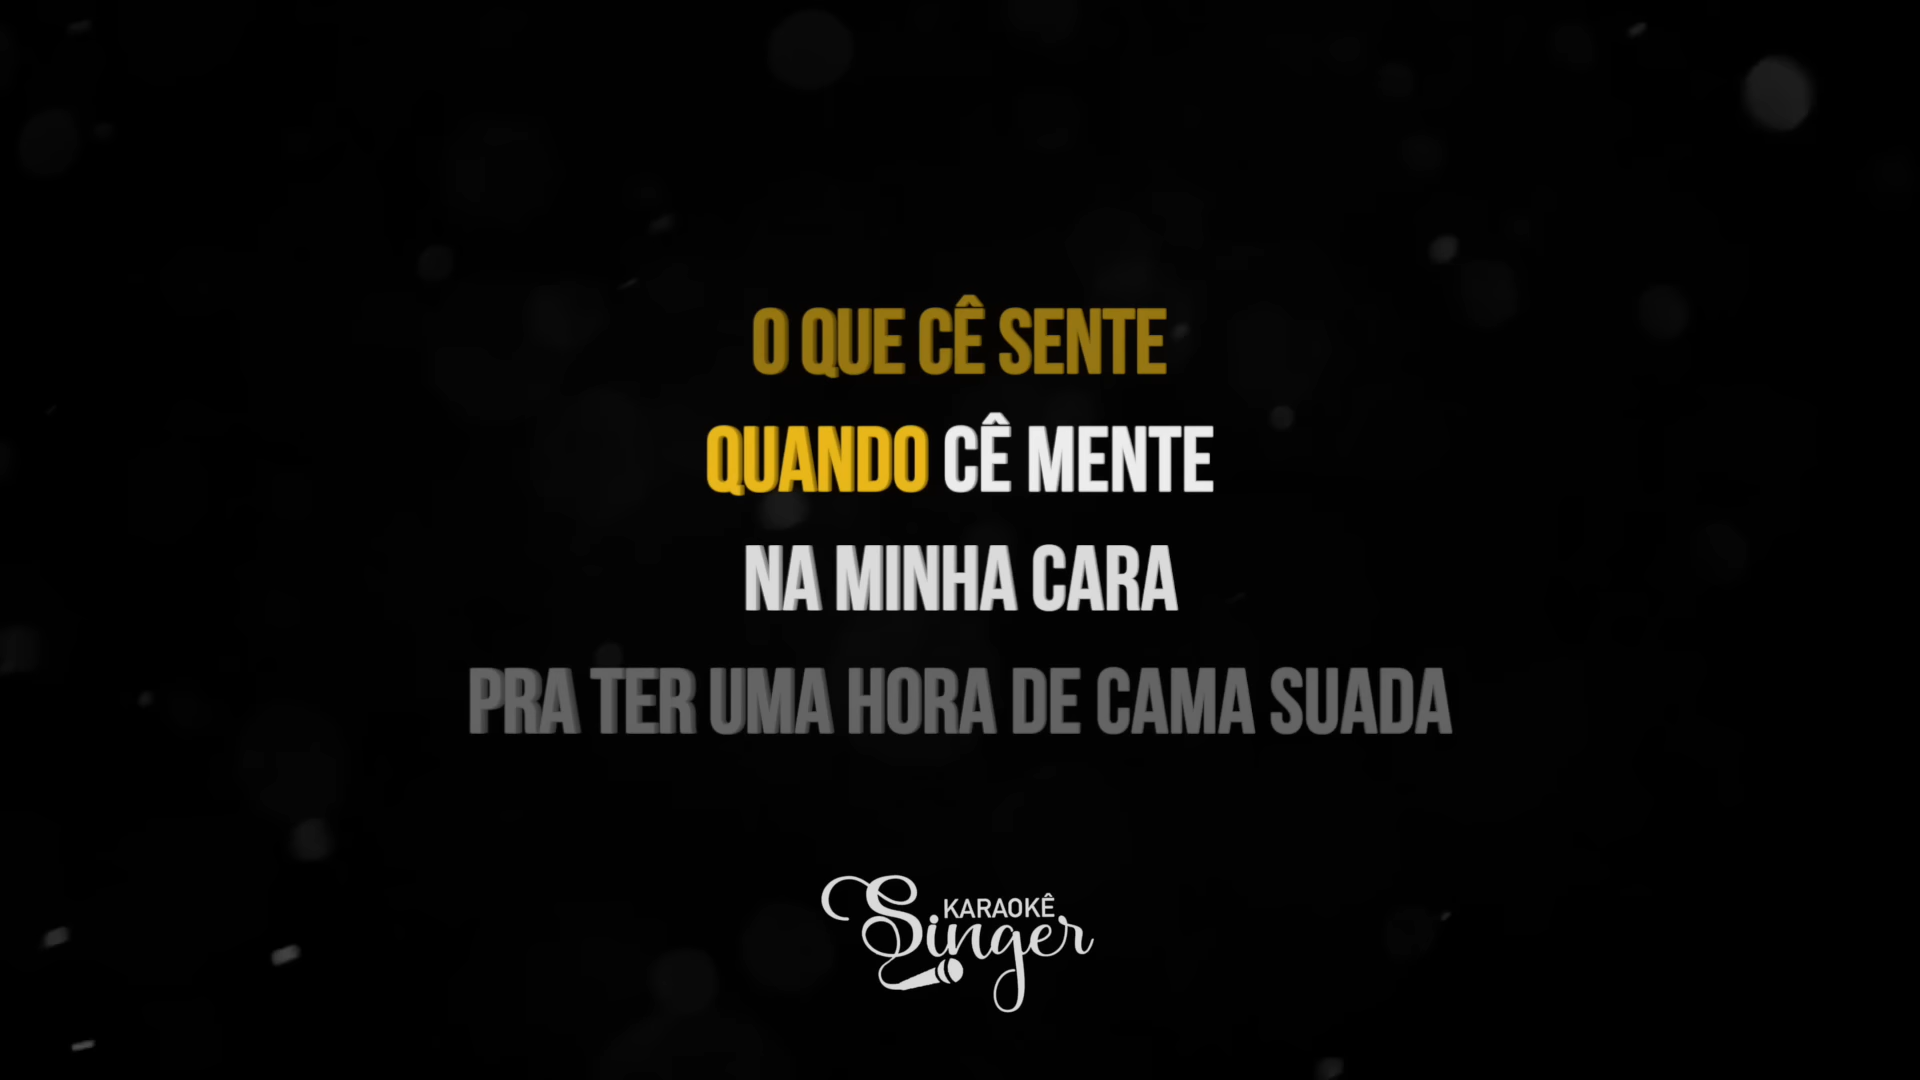 O QUE CÊ SENTE
QUANDO CÊ MENTE
NA MINHA CARA
PRA TER UMA HORA DE CAMA SUADA
KARAOKÊ
Singer